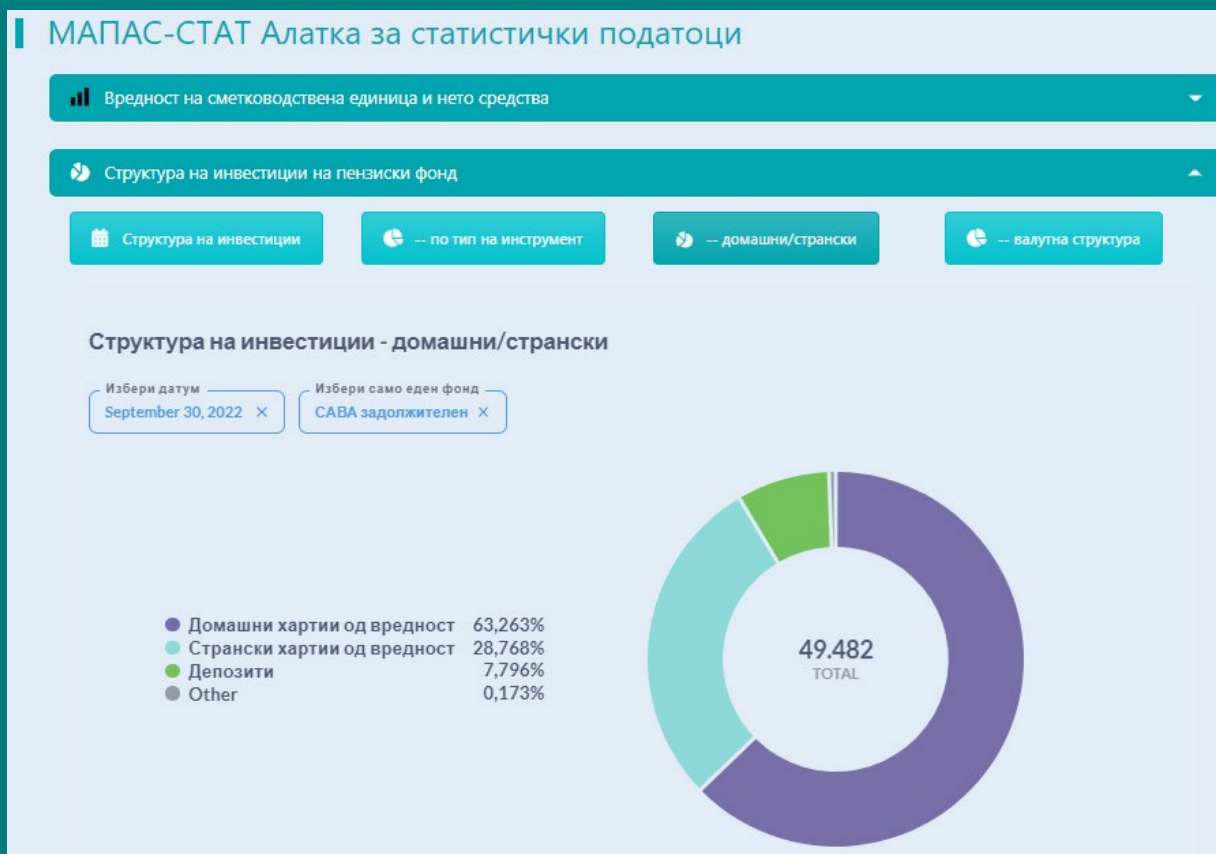 МАПАС-СТАТ Алатка за статистички податоци
Вредност на сметководствена единица и нето средства
Структура на инвестиции на пензиски фонд
Структура на инвестиции
-- по тип на инструмент
-- домашни/странски
-- валутна структура
Структура на инвестиции - домашни/странски
Избери датум
September 30, 2022 ×
Избери само еден фонд
САВА задолжителен ×
Домашни хартии од вредност 63,263%
Странски хартии од вредност 28,768%
Депозити 7,796%
Other 0,173%
49.482
TOTAL